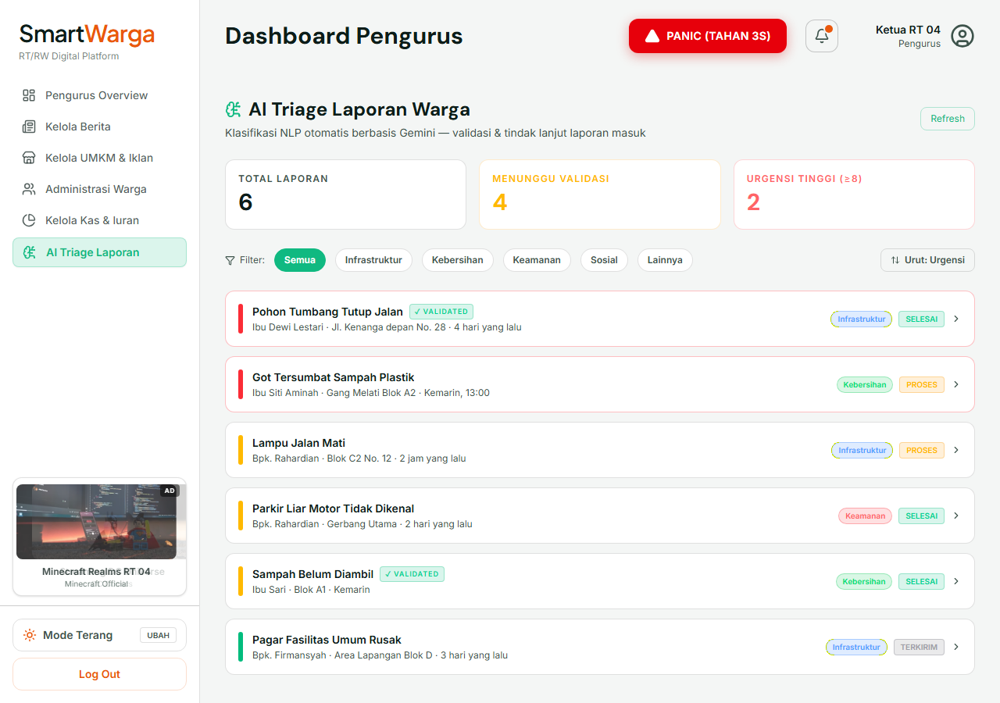 SmartWarga
RT/RW Digital Platform
Pengurus Overview
Kelola Berita
Kelola UMKM & Iklan
Administrasi Warga
Kelola Kas & Iuran
AI Triage Laporan
AD
Minecraft Realms RT 04
Minecraft Official
Mode Terang
UBAH
Log Out
Dashboard Pengurus
PANIC (TAHAN 3S)
Ketua RT 04
Pengurus
AI Triage Laporan Warga
Klasifikasi NLP otomatis berbasis Gemini — validasi & tindak lanjut laporan masuk
Refresh
TOTAL LAPORAN
6
MENUNGGU VALIDASI
4
URGENSI TINGGI (≥8)
2
Filter:
Semua
Infrastruktur
Kebersihan
Keamanan
Sosial
Lainnya
Urut: Urgensi
Pohon Tumbang Tutup Jalan
✓ VALIDATED
Ibu Dewi Lestari · Jl. Kenanga depan No. 28 · 4 hari yang lalu
Infrastruktur
SELESAI
Got Tersumbat Sampah Plastik
Ibu Siti Aminah · Gang Melati Blok A2 · Kemarin, 13:00
Kebersihan
PROSES
Lampu Jalan Mati
Bpk. Rahardian · Blok C2 No. 12 · 2 jam yang lalu
Infrastruktur
PROSES
Parkir Liar Motor Tidak Dikenal
Bpk. Rahardian · Gerbang Utama · 2 hari yang lalu
Keamanan
SELESAI
Sampah Belum Diambil
✓ VALIDATED
Ibu Sari · Blok A1 · Kemarin
Kebersihan
SELESAI
Pagar Fasilitas Umum Rusak
Bpk. Firmansyah · Area Lapangan Blok D · 3 hari yang lalu
Infrastruktur
TERKIRIM